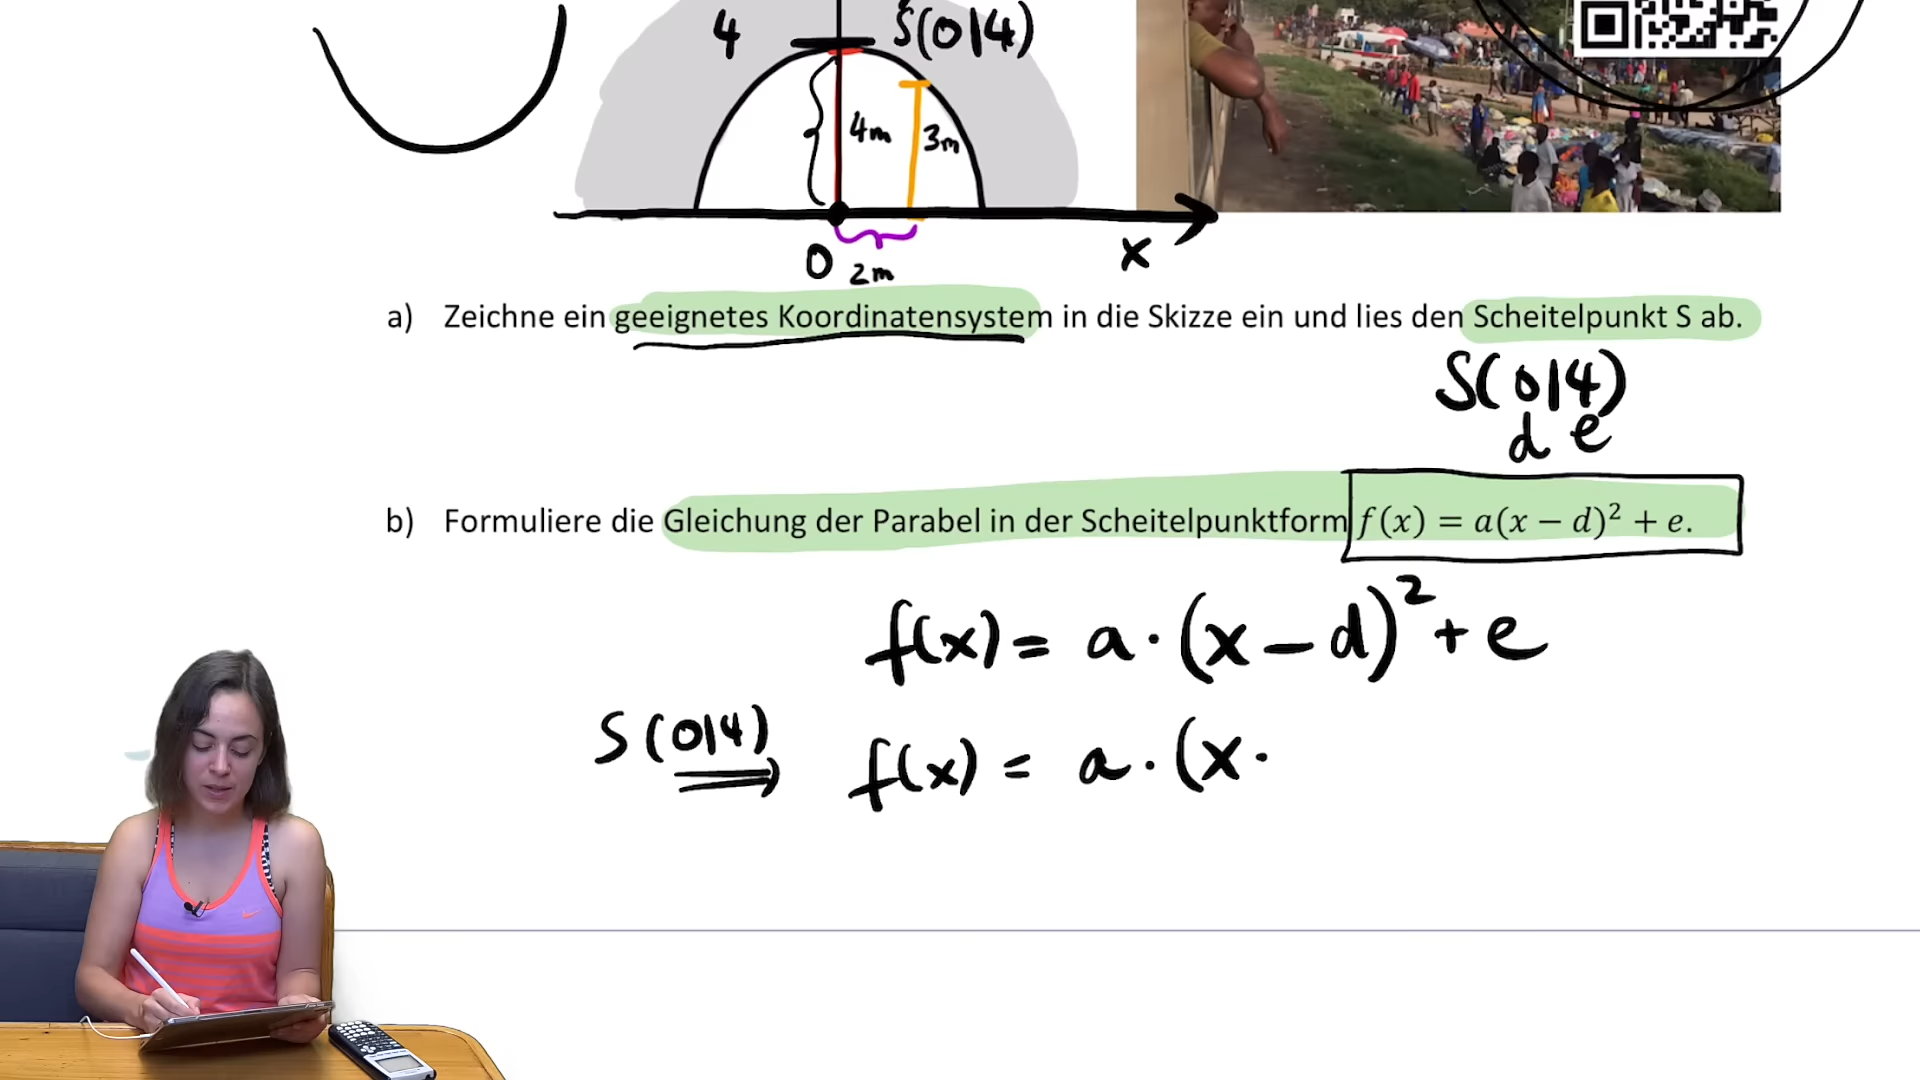 4
S(0|4)
4m
3m
0
2m
x
a) Zeichne ein geeignetes Koordinatensystem in die Skizze ein und lies den Scheitelpunkt S ab.
S(0|4)
d e
b) Formuliere die Gleichung der Parabel in der Scheitelpunktform f(x) = a(x − d)² + e.
f(x) = a · (x − d)² + e
S(0|4) ⇒ f(x) = a · (x ·